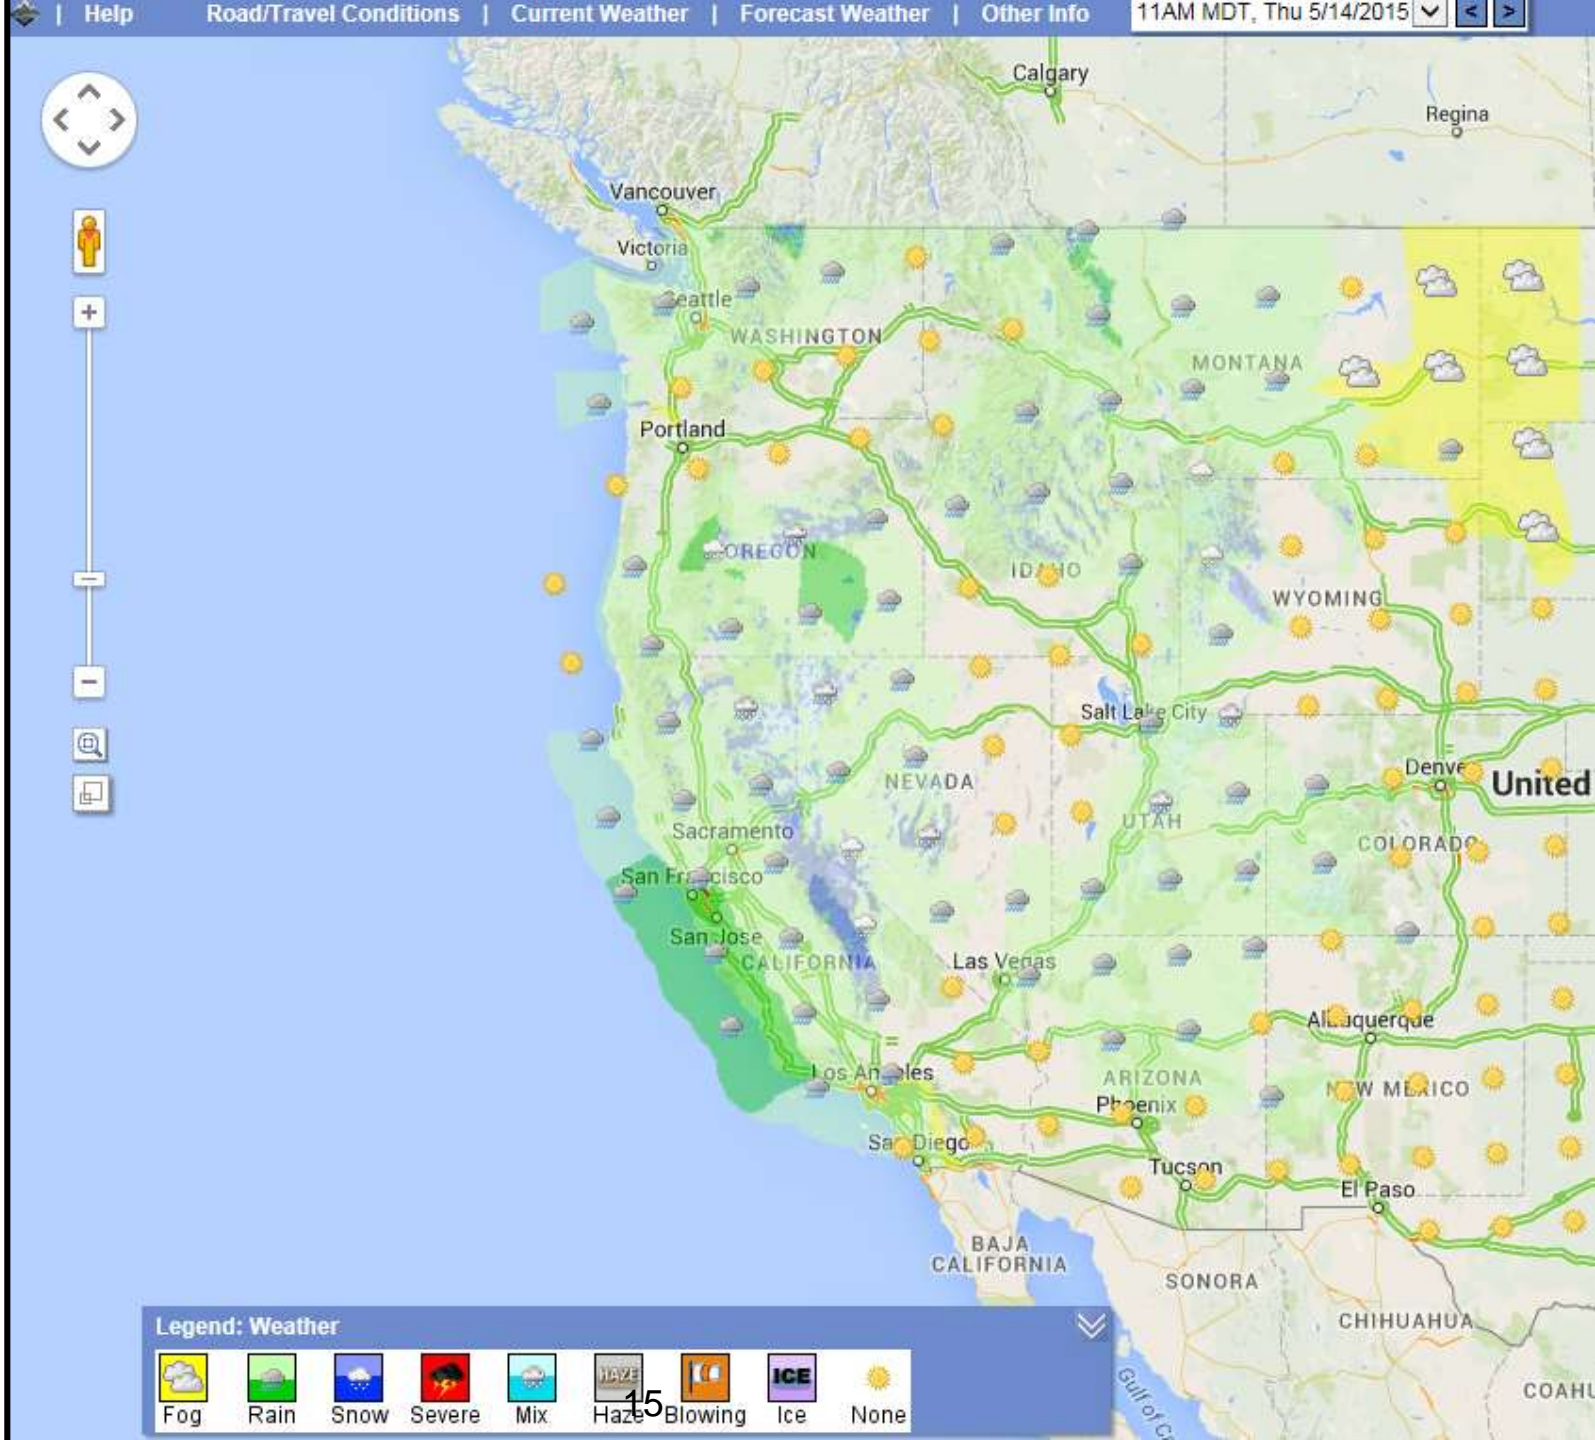 | Help Road/Travel Conditions | Current Weather | Forecast Weather | Other Info 11AM MDT, Thu 5/14/2015 < >
Calgary
Regina
Vancouver
Victoria
Seattle
WASHINGTON
MONTANA
Portland
OREGON
IDAHO
WYOMING
Salt Lake City
Denver
United
NEVADA
UTAH
COLORADO
Sacramento
San Francisco
San Jose
CALIFORNIA
Las Vegas
Albuquerque
Los Angeles
ARIZONA
NEW MEXICO
Phoenix
San Diego
Tucson
El Paso
BAJA
CALIFORNIA
SONORA
CHIHUAHUA
COAHU
Gulf of C
Legend: Weather
HAZE ICE
Fog Rain Snow Severe Mix Haze Blowing Ice None
15